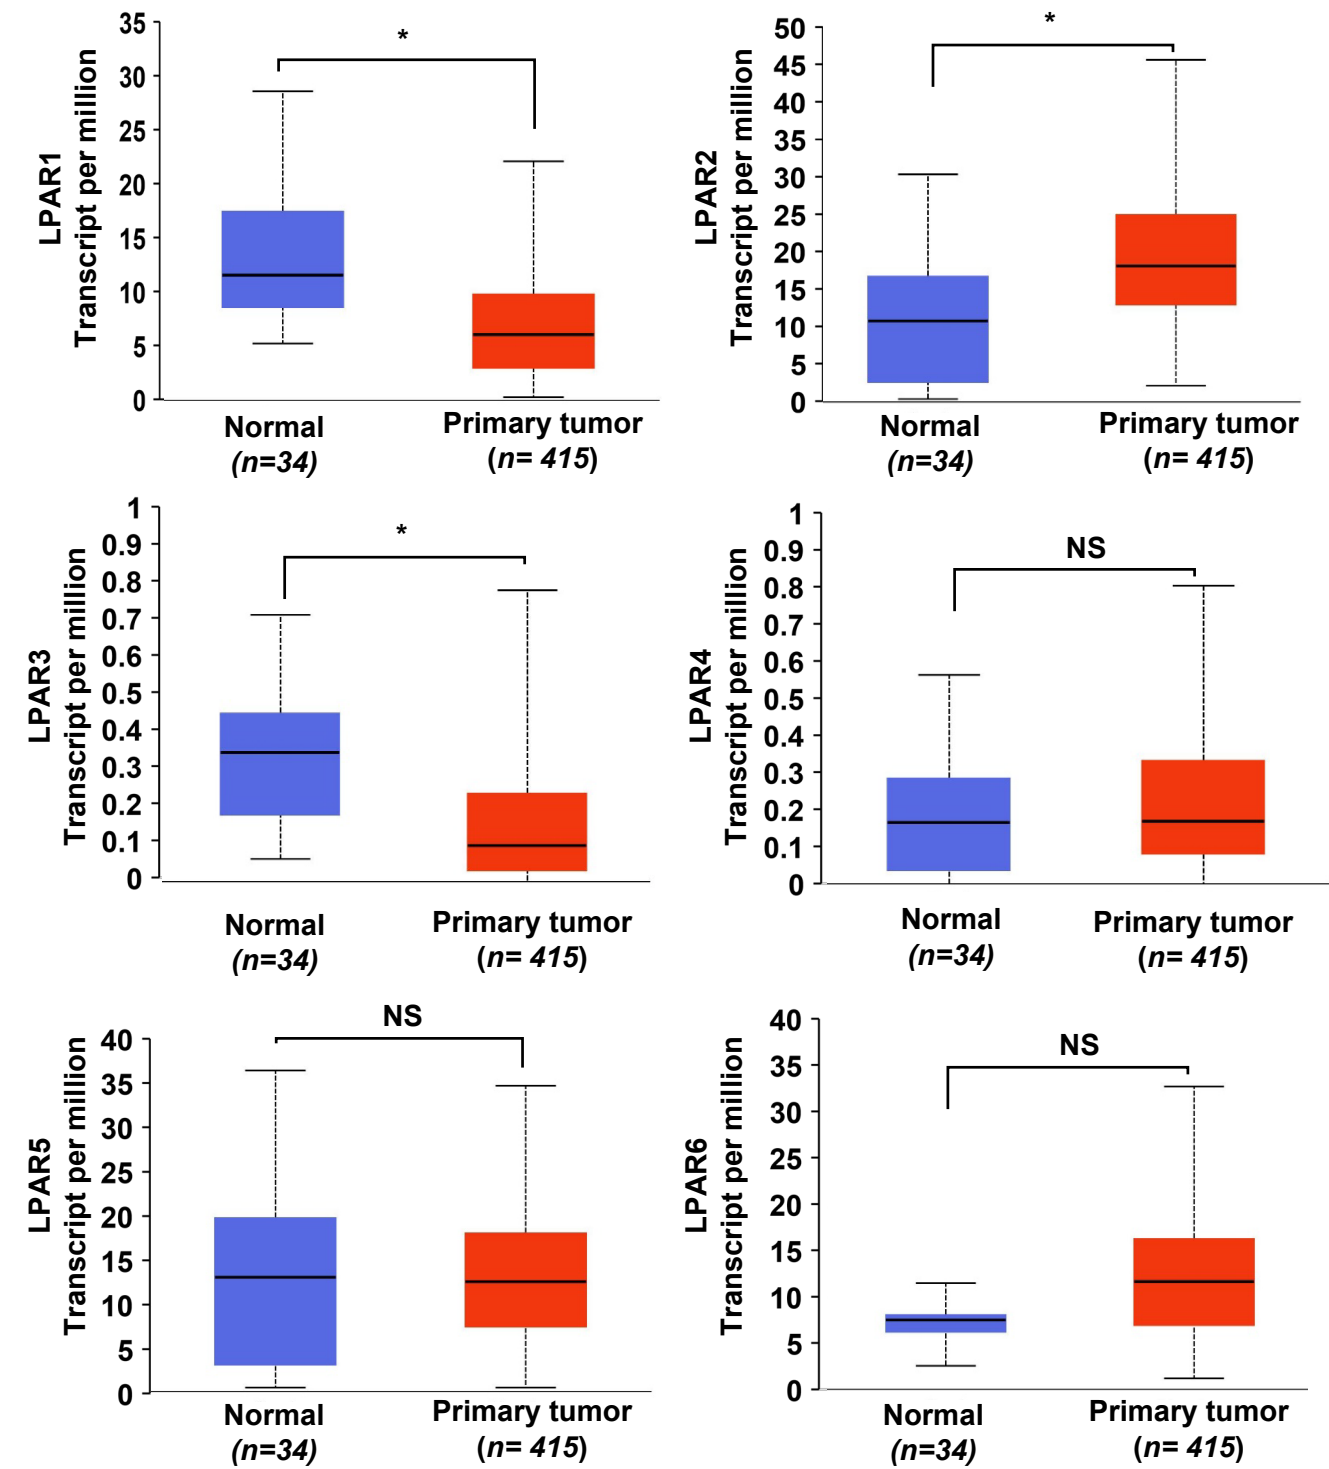 LPAR1
Transcript per million
35
30
25
20
15
10
5
0
*
Normal
(n=34)
Primary tumor
(n= 415)
LPAR2
Transcript per million
50
45
40
35
30
25
20
15
10
5
0
*
Normal
(n=34)
Primary tumor
(n= 415)
LPAR3
Transcript per million
1
0.9
0.8
0.7
0.6
0.5
0.4
0.3
0.2
0.1
0
*
Normal
(n=34)
Primary tumor
(n= 415)
LPAR4
Transcript per million
1
0.9
0.8
0.7
0.6
0.5
0.4
0.3
0.2
0.1
0
NS
Normal
(n=34)
Primary tumor
(n= 415)
LPAR5
Transcript per million
40
35
30
25
20
15
10
5
0
NS
Normal
(n=34)
Primary tumor
(n= 415)
LPAR6
Transcript per million
40
35
30
25
20
15
10
5
0
NS
Normal
(n=34)
Primary tumor
(n= 415)